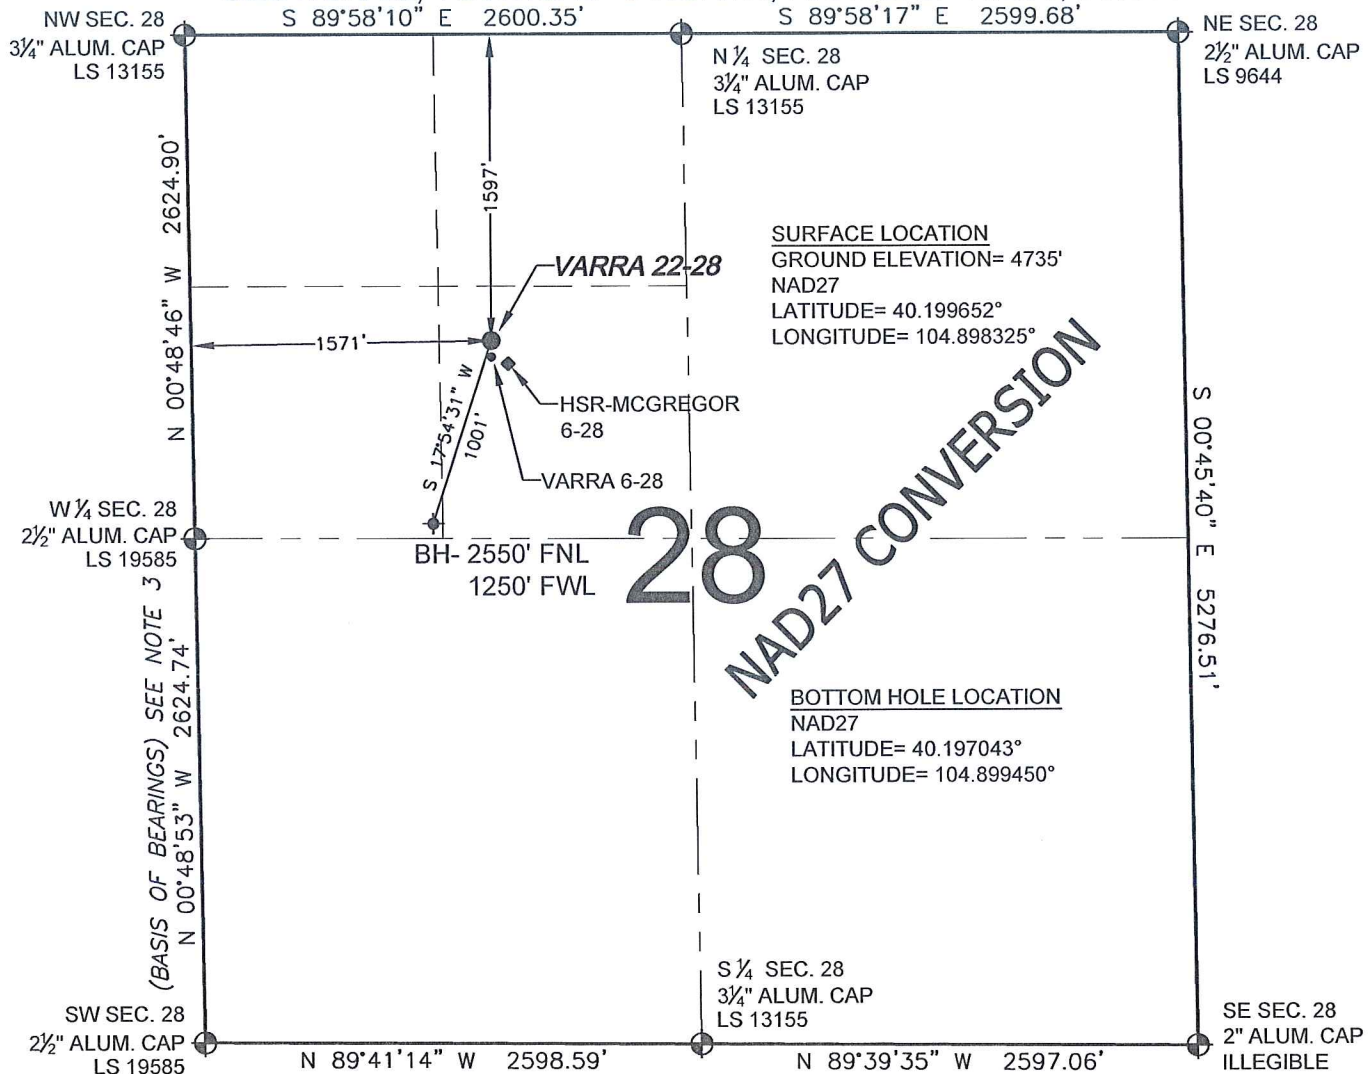 S 89°58'10" E 2600.35'
S 89°58'17" E 2599.68'
NW SEC. 28
3¼" ALUM. CAP
LS 13155
N ¼ SEC. 28
3¼" ALUM. CAP
LS 13155
NE SEC. 28
2½" ALUM. CAP
LS 9644
N 00°48'46" W 2624.90'
1597'
VARRA 22-28
1571'
SURFACE LOCATION
GROUND ELEVATION= 4735'
NAD27
LATITUDE= 40.199652°
LONGITUDE= 104.898325°
HSR-MCGREGOR
6-28
S 17°54'31" W
1001'
VARRA 6-28
NAD27 CONVERSION
S 00°45'40" E 5276.51'
W ¼ SEC. 28
2½" ALUM. CAP
LS 19585
BH- 2550' FNL
1250' FWL
28
(BASIS OF BEARINGS) SEE NOTE 3
N 00°48'53" W 2624.74'
BOTTOM HOLE LOCATION
NAD27
LATITUDE= 40.197043°
LONGITUDE= 104.899450°
SW SEC. 28
2½" ALUM. CAP
LS 19585
S ¼ SEC. 28
3¼" ALUM. CAP
LS 13155
SE SEC. 28
2" ALUM. CAP
ILLEGIBLE
N 89°41'14" W 2598.59'
N 89°39'35" W 2597.06'